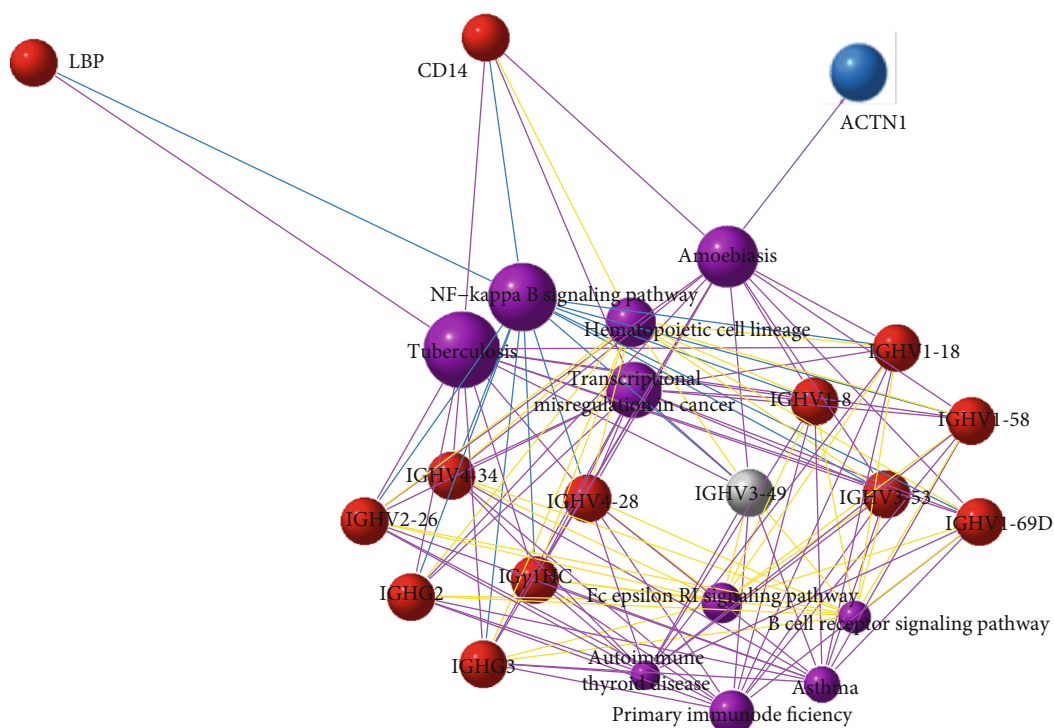 LBP
CD14
ACTN1
Amoebiasis
NF-kappa B signaling pathway
Hematopoietic cell lineage
Tuberculosis
IGHV1-18
Transcriptional
misregulation in cancer
IGHV1-8
IGHV1-58
IGHV4-34
IGHV4-28
IGHV3-49
IGHV3-53
IGHV2-26
IGHV1-69D
IGγ1HC
IGHG2
Fc epsilon RI signaling pathway
B cell receptor signaling pathway
IGHG3
Autoimmune
thyroid disease
Asthma
Primary immunode ficiency